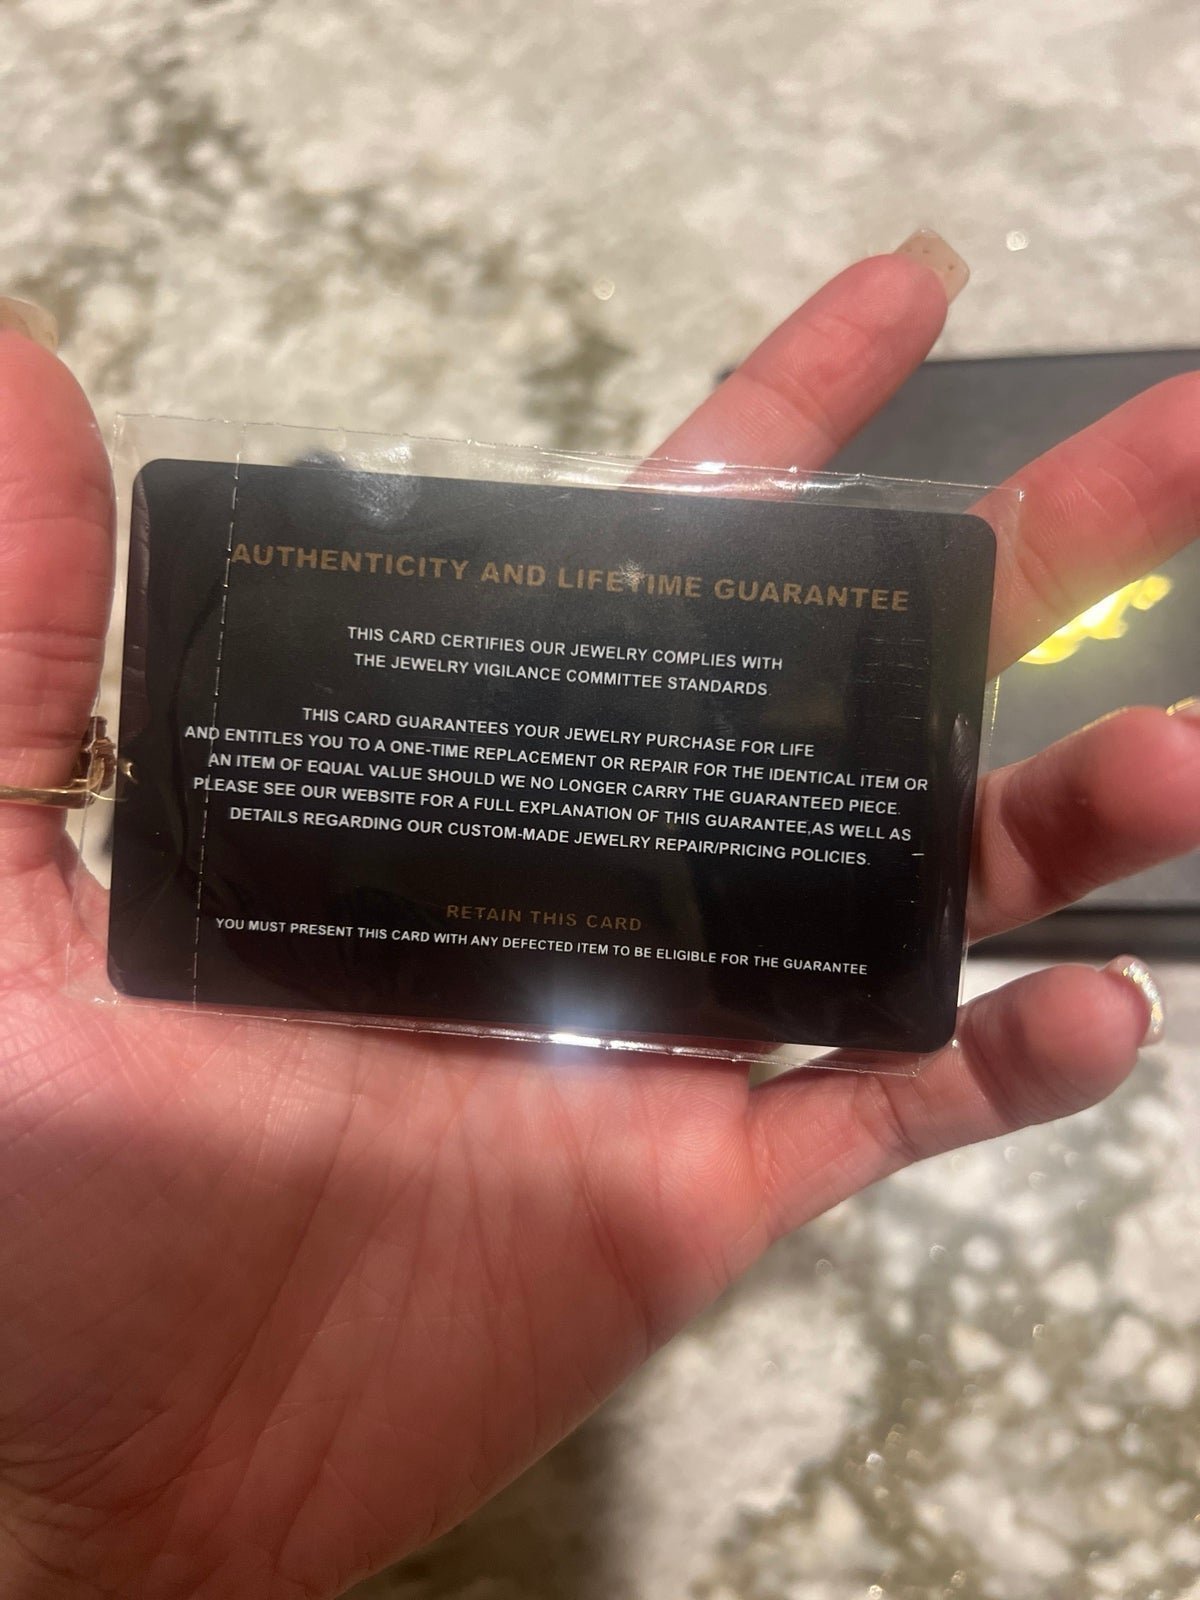 AUTHENTICITY AND LIFETIME GUARANTEE
THIS CARD CERTIFIES OUR JEWELRY COMPLIES WITH
THE JEWELRY VIGILANCE COMMITTEE STANDARDS.
THIS CARD GUARANTEES YOUR JEWELRY PURCHASE FOR LIFE
AND ENTITLES YOU TO A ONE-TIME REPLACEMENT OR REPAIR FOR THE IDENTICAL ITEM OR
AN ITEM OF EQUAL VALUE SHOULD WE NO LONGER CARRY THE GUARANTEED PIECE.
PLEASE SEE OUR WEBSITE FOR A FULL EXPLANATION OF THIS GUARANTEE,AS WELL AS
DETAILS REGARDING OUR CUSTOM-MADE JEWELRY REPAIR/PRICING POLICIES.
RETAIN THIS CARD
YOU MUST PRESENT THIS CARD WITH ANY DEFECTED ITEM TO BE ELIGIBLE FOR THE GUARANTEE